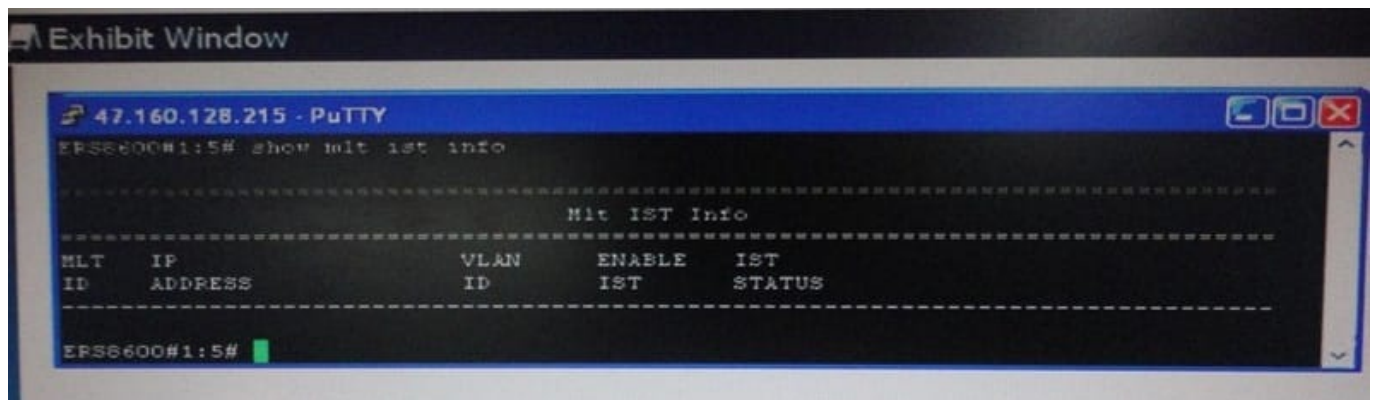 Exhibit Window
47.160.128.215 - PuTTY
ERS8600#1:5# show mlt ist info
================================================================================
Mlt IST Info
================================================================================
MLT IP VLAN ENABLE IST
ID ADDRESS ID IST STATUS
--------------------------------------------------------------------------------
ERS8600#1:5#